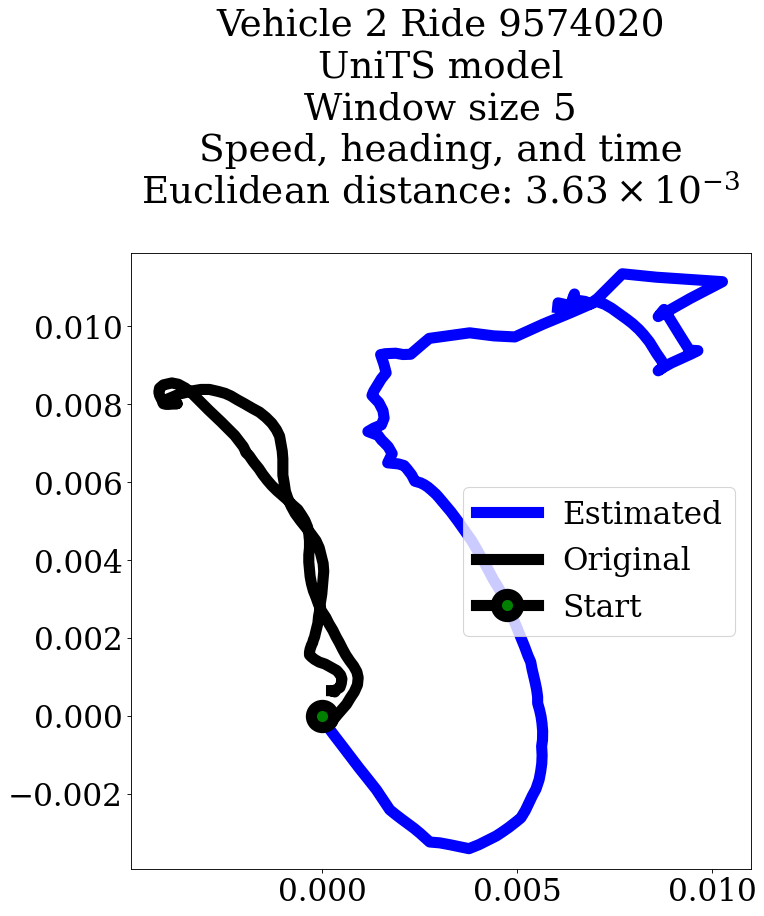 Vehicle 2 Ride 9574020
UniTS model
Window size 5
Speed, heading, and time
Euclidean distance: 3.63 × 10⁻³
0.010
0.008
0.006
0.004
0.002
0.000
−0.002
Estimated
Original
Start
0.000 0.005 0.010